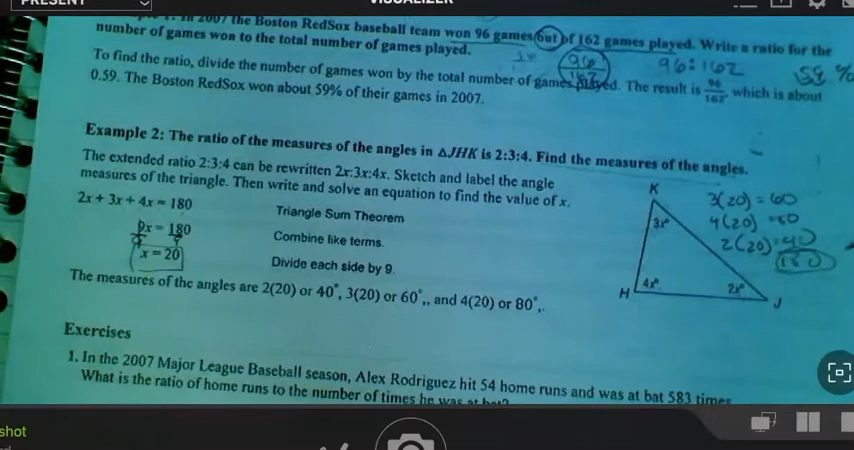 PRESENT
VISUALIZER
1: In 2007 the Boston RedSox baseball team won 96 games out of 162 games played. Write a ratio for the
number of games won to the total number of games played.
96
162
96:162
59 %
To find the ratio, divide the number of games won by the total number of games played. The result is 96/162, which is about
0.59. The Boston RedSox won about 59% of their games in 2007.
Example 2: The ratio of the measures of the angles in △JHK is 2:3:4. Find the measures of the angles.
The extended ratio 2:3:4 can be rewritten 2x:3x:4x. Sketch and label the angle
measures of the triangle. Then write and solve an equation to find the value of x.
2x + 3x + 4x = 180 Triangle Sum Theorem
9x = 180 Combine like terms.
9 9
x = 20 Divide each side by 9.
The measures of the angles are 2(20) or 40°, 3(20) or 60°,, and 4(20) or 80°,.
K
3x°
H
4x°
2x°
J
3(20) = 60
4(20) = 80
2(20) = 40
180
Exercises
1. In the 2007 Major League Baseball season, Alex Rodriguez hit 54 home runs and was at bat 583 times.
What is the ratio of home runs to the number of times he was at bat?
shot